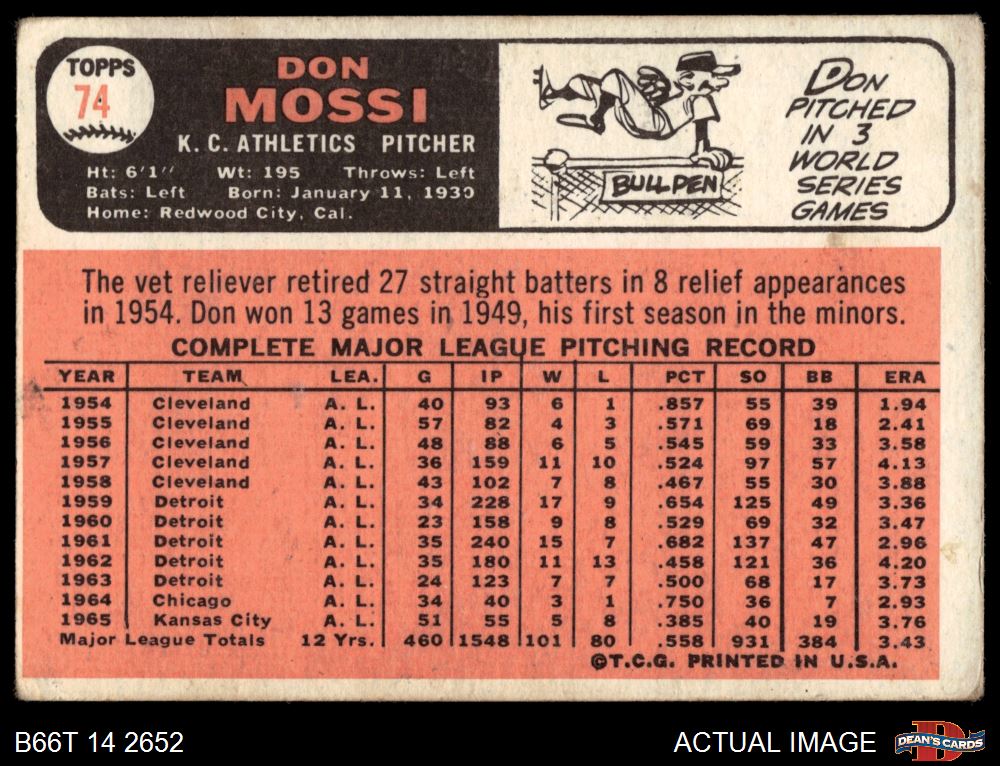 TOPPS
74
DON
MOSSI
K. C. ATHLETICS PITCHER
Ht: 6'1" Wt: 195 Throws: Left
Bats: Left Born: January 11, 1930
Home: Redwood City, Cal.
BULLPEN
DON
PITCHED
IN 3
WORLD
SERIES
GAMES
The vet reliever retired 27 straight batters in 8 relief appearances
in 1954. Don won 13 games in 1949, his first season in the minors.
COMPLETE MAJOR LEAGUE PITCHING RECORD
YEAR TEAM LEA. G IP W L PCT SO BB ERA
1954 Cleveland A. L. 40 93 6 1 .857 55 39 1.94
1955 Cleveland A. L. 57 82 4 3 .571 69 18 2.41
1956 Cleveland A. L. 48 88 6 5 .545 59 33 3.58
1957 Cleveland A. L. 36 159 11 10 .524 97 57 4.13
1958 Cleveland A. L. 43 102 7 8 .467 55 30 3.88
1959 Detroit A. L. 34 228 17 9 .654 125 49 3.36
1960 Detroit A. L. 23 158 9 8 .529 69 32 3.47
1961 Detroit A. L. 35 240 15 7 .682 137 47 2.96
1962 Detroit A. L. 35 180 11 13 .458 121 36 4.20
1963 Detroit A. L. 24 123 7 7 .500 68 17 3.73
1964 Chicago A. L. 34 40 3 1 .750 36 7 2.93
1965 Kansas City A. L. 51 55 5 8 .385 40 19 3.76
Major League Totals 12 Yrs. 460 1548 101 80 .558 931 384 3.43
©T.C.G. PRINTED IN U.S.A.
B66T 14 2652
ACTUAL IMAGE
DEAN'S CARDS